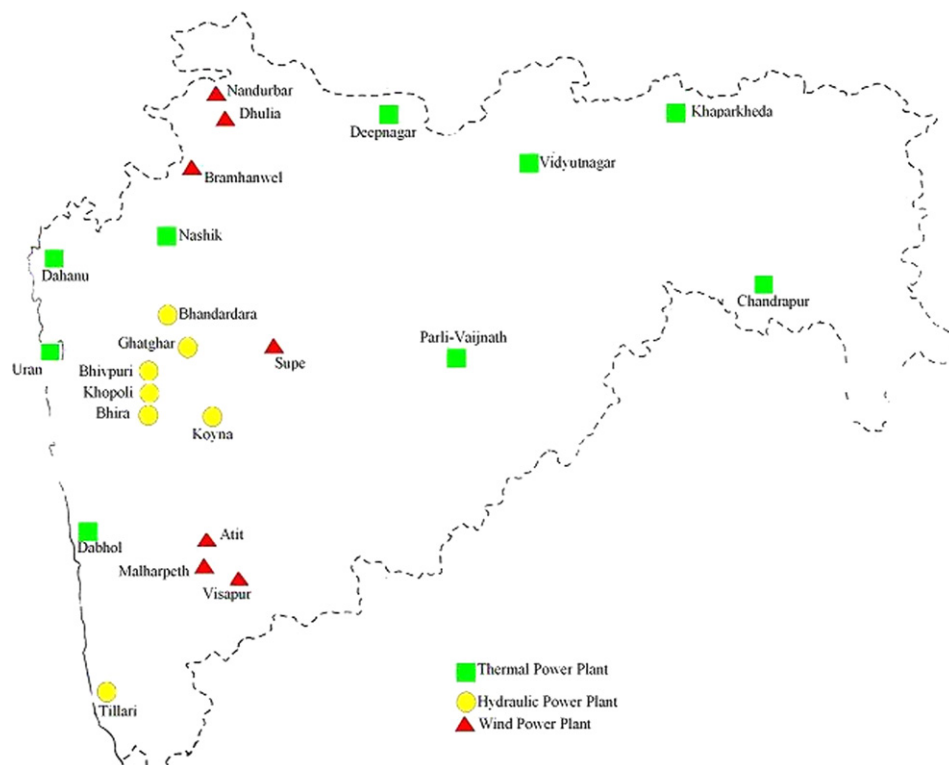 Nandurbar
Dhulia
Deepnagar
Khaparkheda
Vidyutnagar
Bramhanwel
Nashik
Dahanu
Chandrapur
Bhandardara
Ghatghar
Parli-Vaijnath
Supe
Uran
Bhivpuri
Khopoli
Bhira
Koyna
Atit
Dabhol
Malharpeth
Visapur
Tillari
Thermal Power Plant
Hydraulic Power Plant
Wind Power Plant